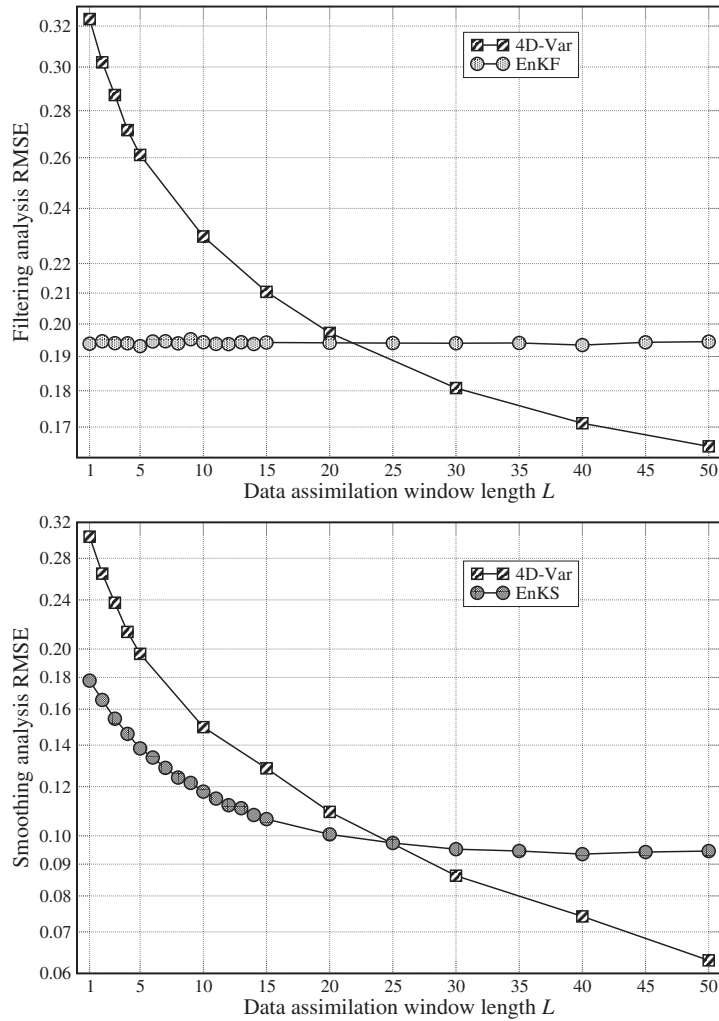 0.32
0.30
0.28
0.26
0.24
0.22
0.21
0.20
0.19
0.18
0.17
Filtering analysis RMSE
4D-Var
EnKF
1 5 10 15 20 25 30 35 40 45 50
Data assimilation window length L
0.32
0.28
0.24
0.20
0.18
0.16
0.14
0.12
0.10
0.09
0.08
0.07
0.06
Smoothing analysis RMSE
4D-Var
EnKS
1 5 10 15 20 25 30 35 40 45 50
Data assimilation window length L